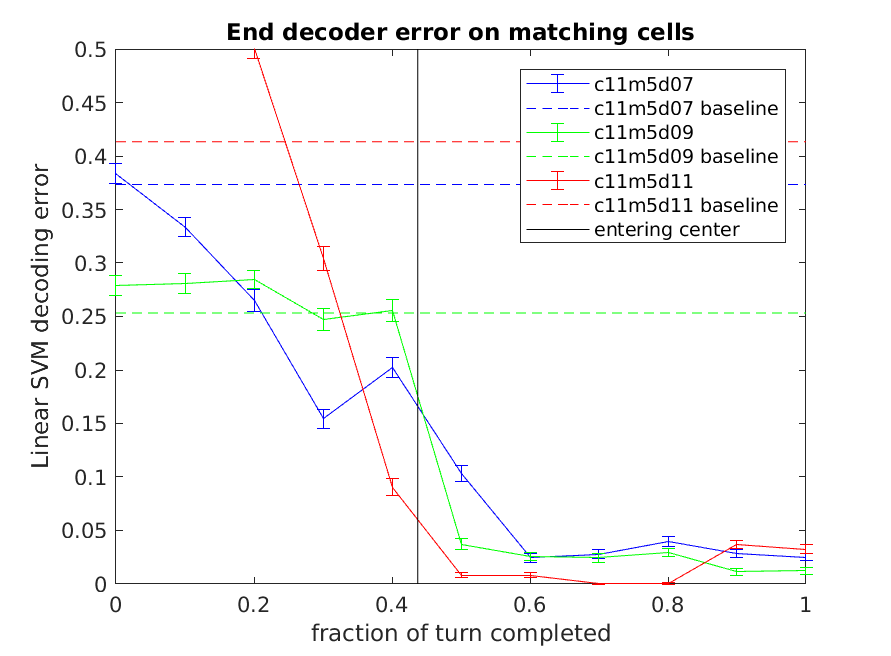 End decoder error on matching cells
0.5
0.45
0.4
0.35
0.3
0.25
0.2
0.15
0.1
0.05
0
Linear SVM decoding error
c11m5d07
c11m5d07 baseline
c11m5d09
c11m5d09 baseline
c11m5d11
c11m5d11 baseline
entering center
0 0.2 0.4 0.6 0.8 1
fraction of turn completed